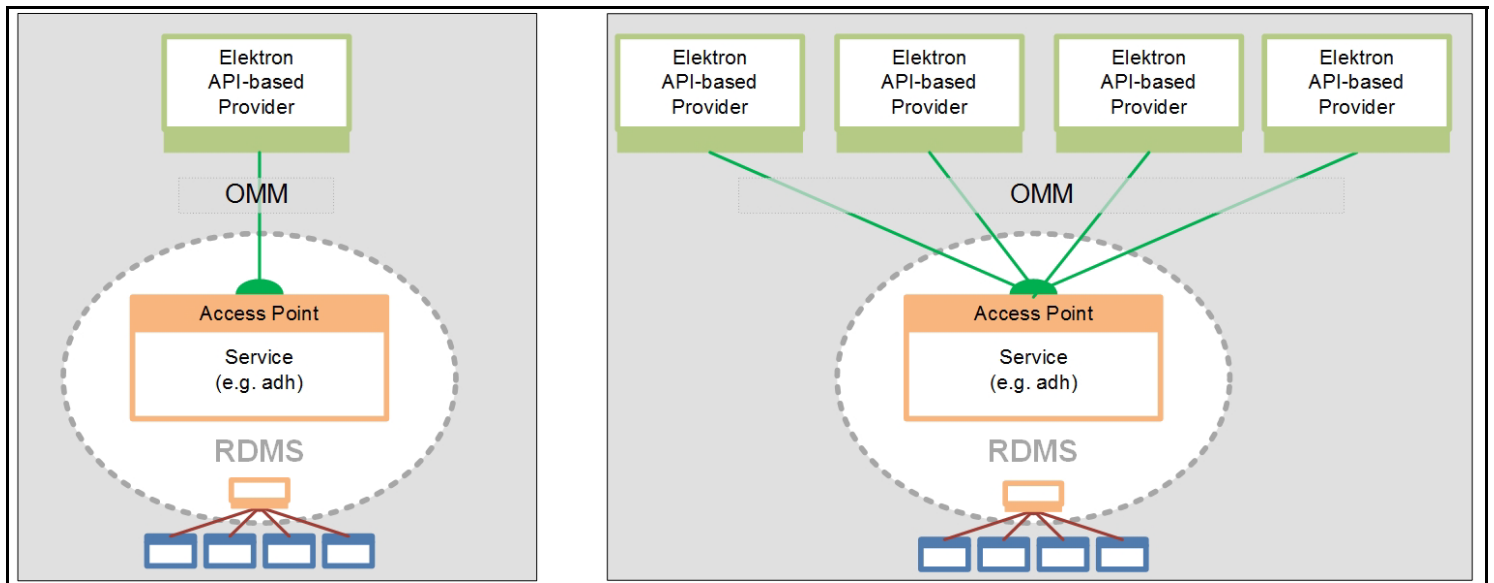 Elektron
API-based
Provider
OMM
Access Point
Service
(e.g. adh)
RDMS
Elektron
API-based
Provider
Elektron
API-based
Provider
Elektron
API-based
Provider
Elektron
API-based
Provider
OMM
Access Point
Service
(e.g. adh)
RDMS